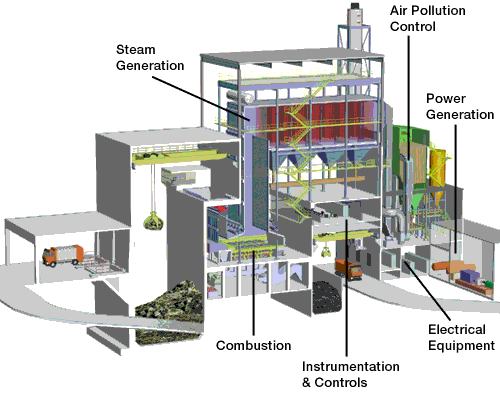 Air Pollution
Control
Steam
Generation
Power
Generation
Combustion
Instrumentation
& Controls
Electrical
Equipment